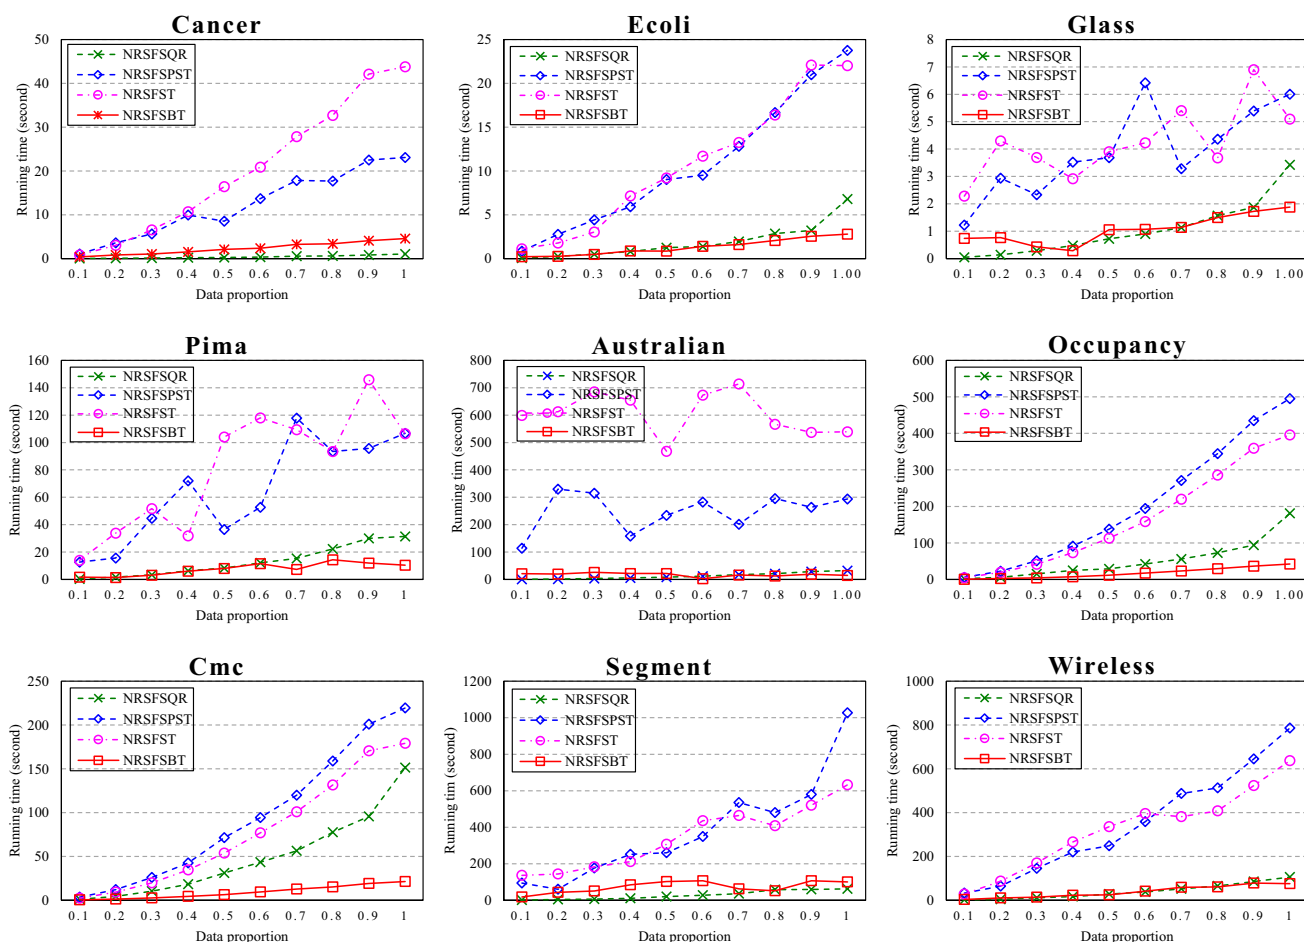 Cancer
Running time (second)
50
40
30
20
10
0
NRSFSQR
NRSFSPST
NRSFST
NRSFSBT
0.1 0.2 0.3 0.4 0.5 0.6 0.7 0.8 0.9 1
Data proportion
Ecoli
Running time (second)
25
20
15
10
5
0
NRSFSQR
NRSFSPST
NRSFST
NRSFSBT
0.1 0.2 0.3 0.4 0.5 0.6 0.7 0.8 0.9 1.00
Data proportion
Glass
Running time (second)
8
7
6
5
4
3
2
1
0
NRSFSQR
NRSFSPST
NRSFST
NRSFSBT
0.1 0.2 0.3 0.4 0.5 0.6 0.7 0.8 0.9 1.00
Data proportion
Pima
Running time (second)
160
140
120
100
80
60
40
20
0
NRSFSQR
NRSFSPST
NRSFST
NRSFSBT
0.1 0.2 0.3 0.4 0.5 0.6 0.7 0.8 0.9 1
Data proportion
Australian
Running tim (second)
800
700
600
500
400
300
200
100
0
NRSFSQR
NRSFSPST
NRSFST
NRSFSBT
0.1 0.2 0.3 0.4 0.5 0.6 0.7 0.8 0.9 1.00
Data proportion
Occupancy
Running time (second)
600
500
400
300
200
100
0
NRSFSQR
NRSFSPST
NRSFST
NRSFSBT
0.1 0.2 0.3 0.4 0.5 0.6 0.7 0.8 0.9 1.00
Data proportion
Cmc
Running time (second)
250
200
150
100
50
0
NRSFSQR
NRSFSPST
NRSFST
NRSFSBT
0.1 0.2 0.3 0.4 0.5 0.6 0.7 0.8 0.9 1
Data proportion
Segment
Running tim (second)
1200
1000
800
600
400
200
0
NRSFSQR
NRSFSPST
NRSFST
NRSFSBT
0.1 0.2 0.3 0.4 0.5 0.6 0.7 0.8 0.9 1
Data proportion
Wireless
Running time (second)
1000
800
600
400
200
0
NRSFSQR
NRSFSPST
NRSFST
NRSFSBT
0.1 0.2 0.3 0.4 0.5 0.6 0.7 0.8 0.9 1
Data proportion